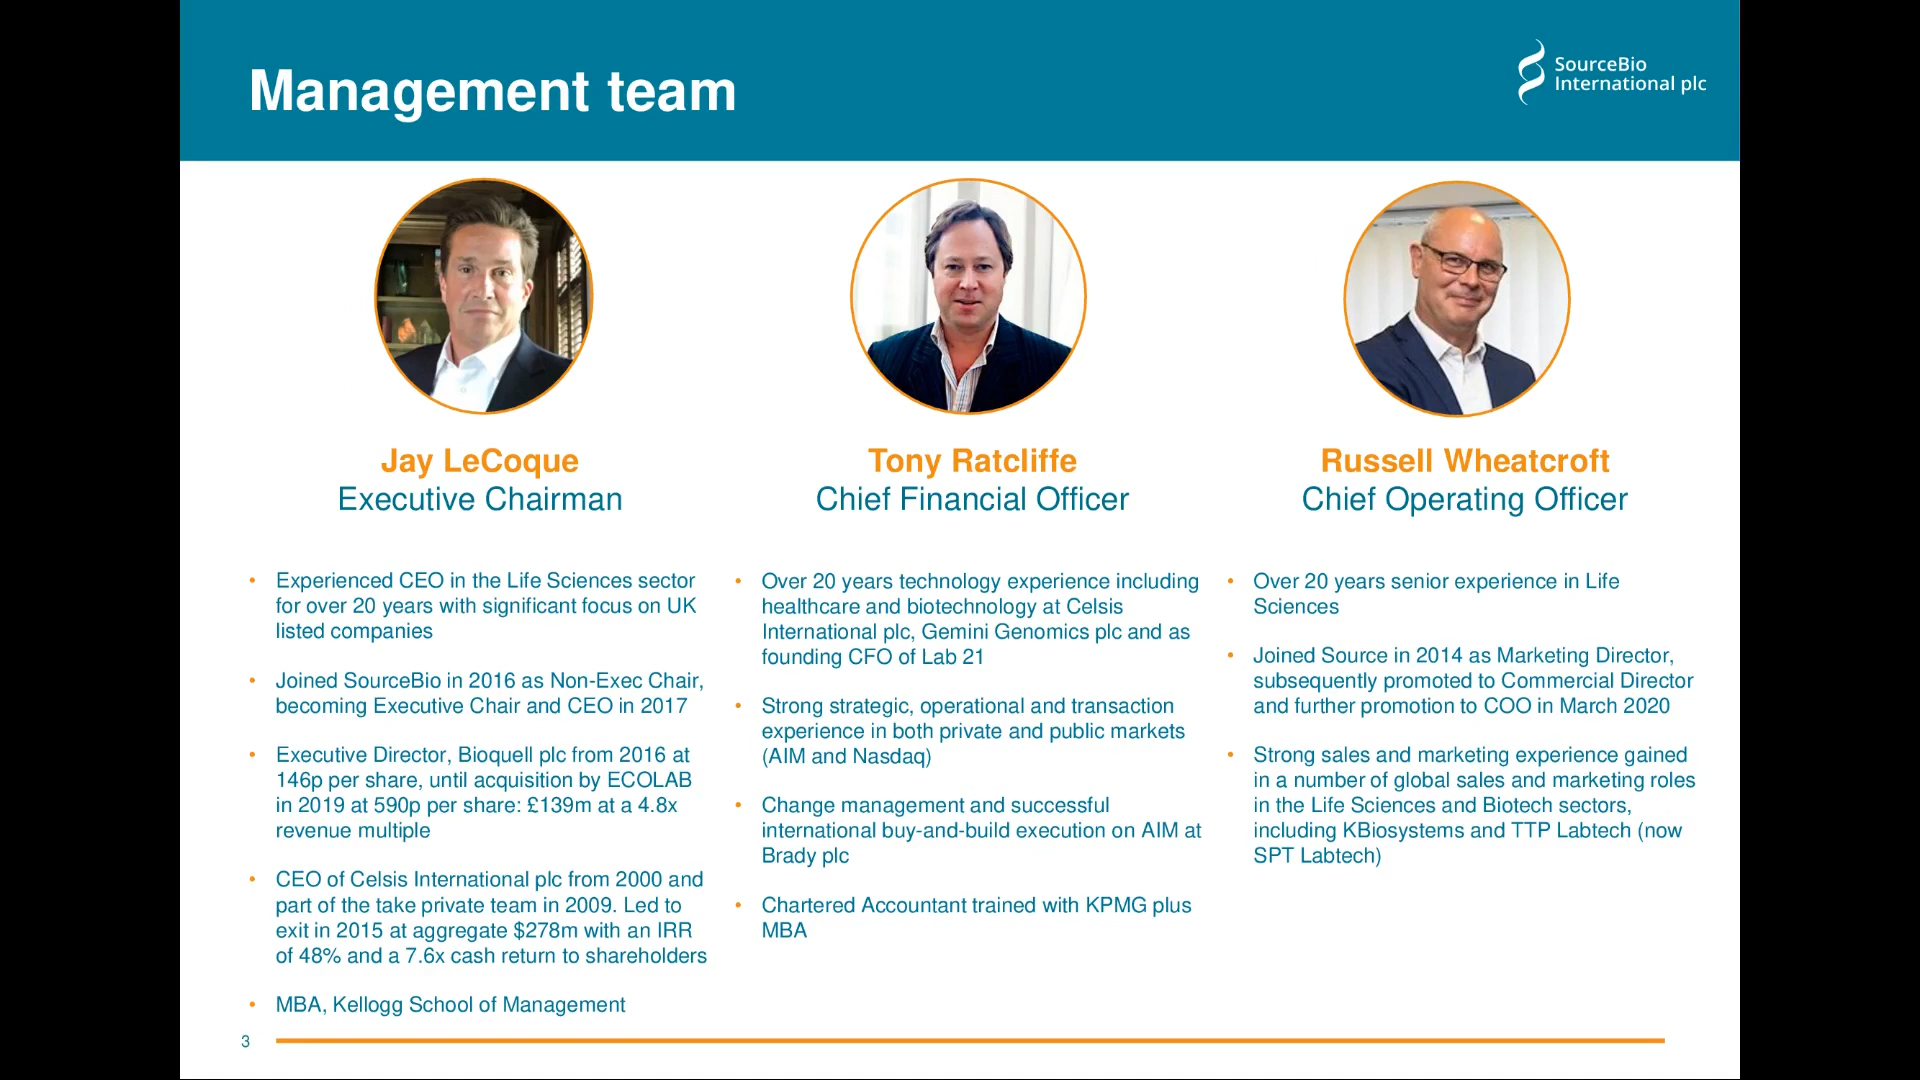 Management team
SourceBio
International plc
Jay LeCoque
Executive Chairman
• Experienced CEO in the Life Sciences sector
for over 20 years with significant focus on UK
listed companies
• Joined SourceBio in 2016 as Non-Exec Chair,
becoming Executive Chair and CEO in 2017
• Executive Director, Bioquell plc from 2016 at
146p per share, until acquisition by ECOLAB
in 2019 at 590p per share: £139m at a 4.8x
revenue multiple
• CEO of Celsis International plc from 2000 and
part of the take private team in 2009. Led to
exit in 2015 at aggregate $278m with an IRR
of 48% and a 7.6x cash return to shareholders
• MBA, Kellogg School of Management
Tony Ratcliffe
Chief Financial Officer
• Over 20 years technology experience including
healthcare and biotechnology at Celsis
International plc, Gemini Genomics plc and as
founding CFO of Lab 21
• Strong strategic, operational and transaction
experience in both private and public markets
(AIM and Nasdaq)
• Change management and successful
international buy-and-build execution on AIM at
Brady plc
• Chartered Accountant trained with KPMG plus
MBA
Russell Wheatcroft
Chief Operating Officer
• Over 20 years senior experience in Life
Sciences
• Joined Source in 2014 as Marketing Director,
subsequently promoted to Commercial Director
and further promotion to COO in March 2020
• Strong sales and marketing experience gained
in a number of global sales and marketing roles
in the Life Sciences and Biotech sectors,
including KBiosystems and TTP Labtech (now
SPT Labtech)
3